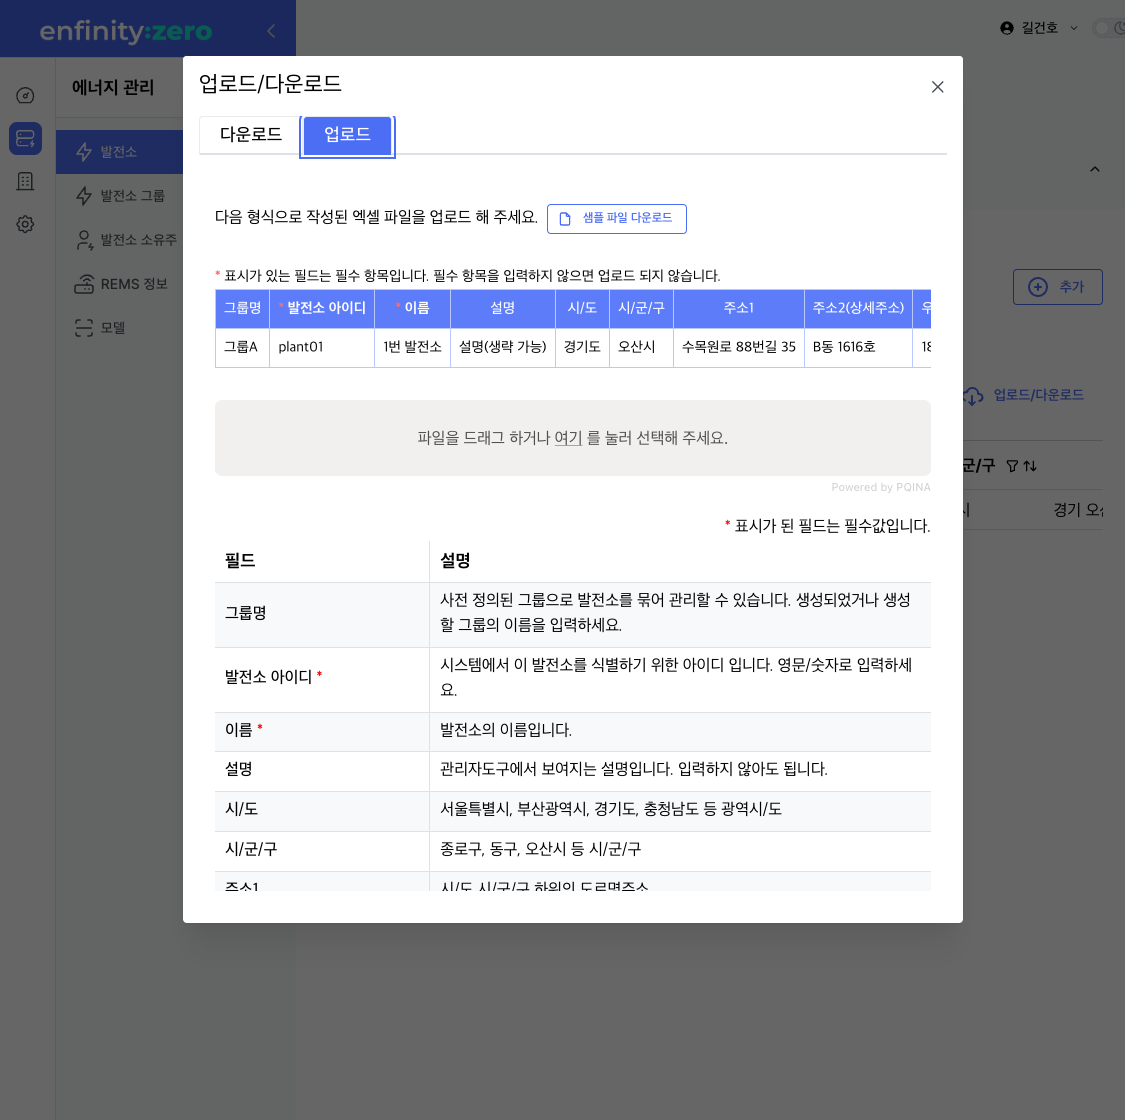 enfinity:zero
길건호
에너지 관리
발전소
발전소 그룹
발전소 소유주
REMS 정보
모델
추가
업로드/다운로드
군/구
경기 오
업로드/다운로드
다운로드
업로드
다음 형식으로 작성된 엑셀 파일을 업로드 해 주세요.
샘플 파일 다운로드
* 표시가 있는 필드는 필수 항목입니다. 필수 항목을 입력하지 않으면 업로드 되지 않습니다.
그룹명 * 발전소 아이디 * 이름 설명 시/도 시/군/구 주소1 주소2(상세주소) 우
그룹A plant01 1번 발전소 설명(생략 가능) 경기도 오산시 수목원로 88번길 35 B동 1616호 18
파일을 드래그 하거나 여기 를 눌러 선택해 주세요.
Powered by PQINA
* 표시가 된 필드는 필수값입니다.
필드 설명
그룹명 사전 정의된 그룹으로 발전소를 묶어 관리할 수 있습니다. 생성되었거나 생성
할 그룹의 이름을 입력하세요.
발전소 아이디 * 시스템에서 이 발전소를 식별하기 위한 아이디 입니다. 영문/숫자로 입력하세
요.
이름 * 발전소의 이름입니다.
설명 관리자도구에서 보여지는 설명입니다. 입력하지 않아도 됩니다.
시/도 서울특별시, 부산광역시, 경기도, 충청남도 등 광역시/도
시/군/구 종로구, 동구, 오산시 등 시/군/구
주소1 시/도 시/군/구 하위의 도로명주소